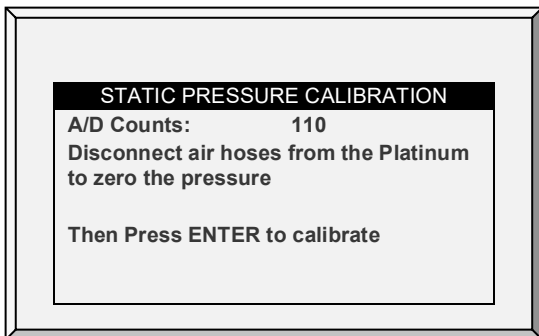 STATIC PRESSURE CALIBRATION
A/D Counts: 110
Disconnect air hoses from the Platinum
to zero the pressure
Then Press ENTER to calibrate